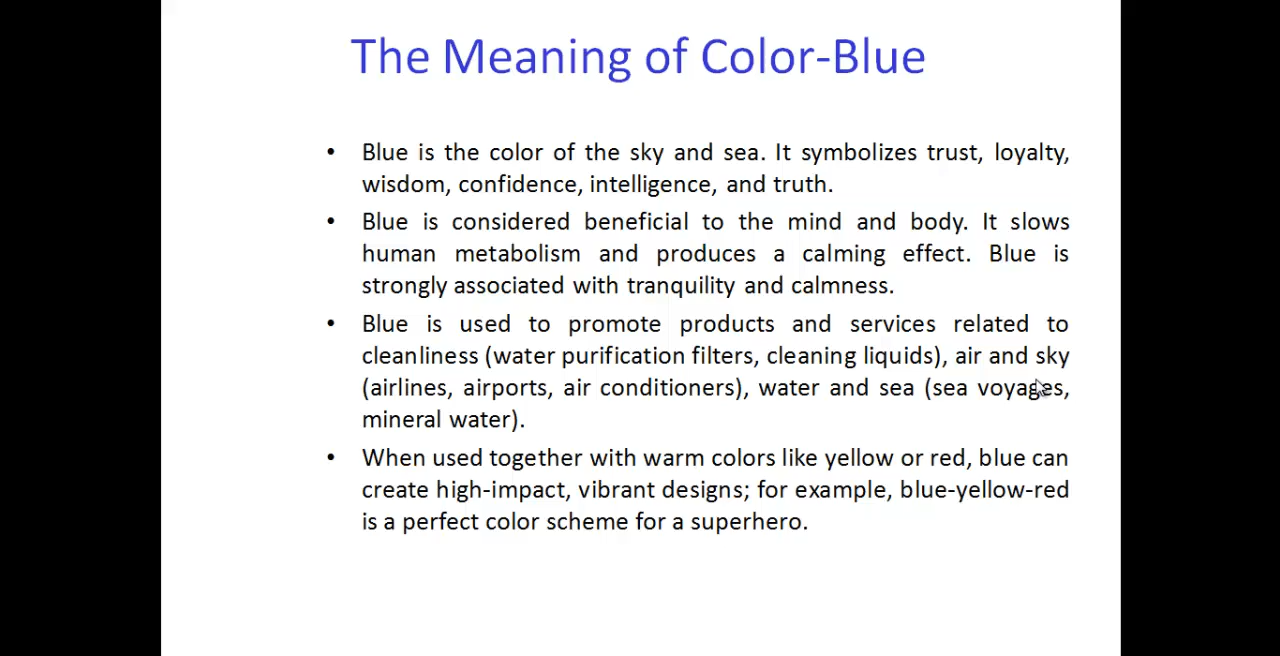 The Meaning of Color-Blue
• Blue is the color of the sky and sea. It symbolizes trust, loyalty,
wisdom, confidence, intelligence, and truth.
• Blue is considered beneficial to the mind and body. It slows
human metabolism and produces a calming effect. Blue is
strongly associated with tranquility and calmness.
• Blue is used to promote products and services related to
cleanliness (water purification filters, cleaning liquids), air and sky
(airlines, airports, air conditioners), water and sea (sea voyages,
mineral water).
• When used together with warm colors like yellow or red, blue can
create high-impact, vibrant designs; for example, blue-yellow-red
is a perfect color scheme for a superhero.